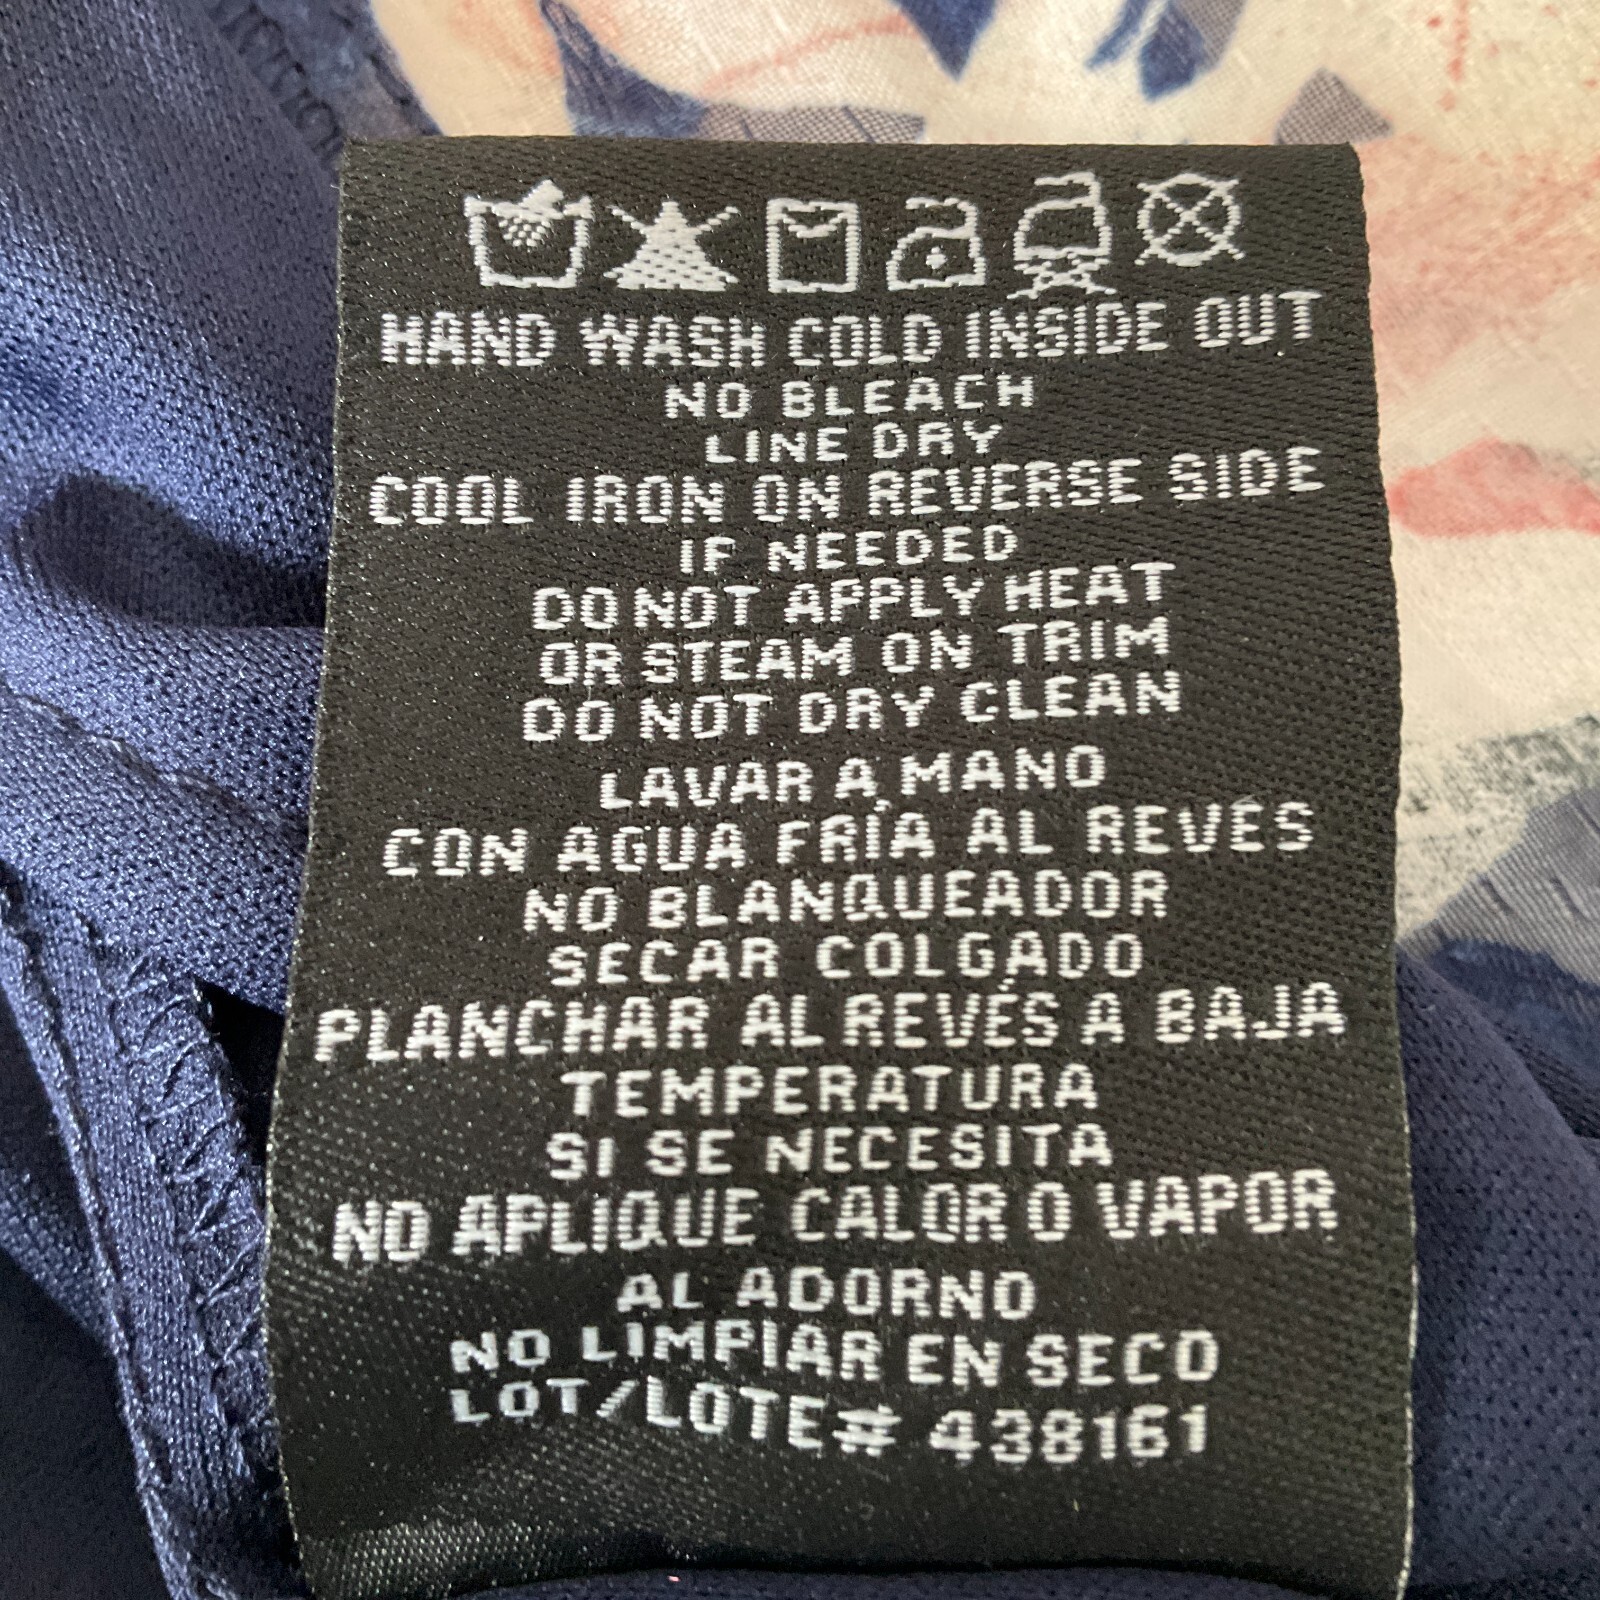 HAND WASH COLD INSIDE OUT
NO BLEACH
LINE DRY
COOL IRON ON REVERSE SIDE
IF NEEDED
DO NOT APPLY HEAT
OR STEAM ON TRIM
DO NOT DRY CLEAN
LAVAR A MANO
CON AGUA FRÍA AL REVÉS
NO BLANQUEADOR
SECAR COLGADO
PLANCHAR AL REVÉS A BAJA
TEMPERATURA
SI SE NECESITA
NO APLIQUE CALOR O VAPOR
AL ADORNO
NO LIMPIAR EN SECO
LOT/LOTE# 438161